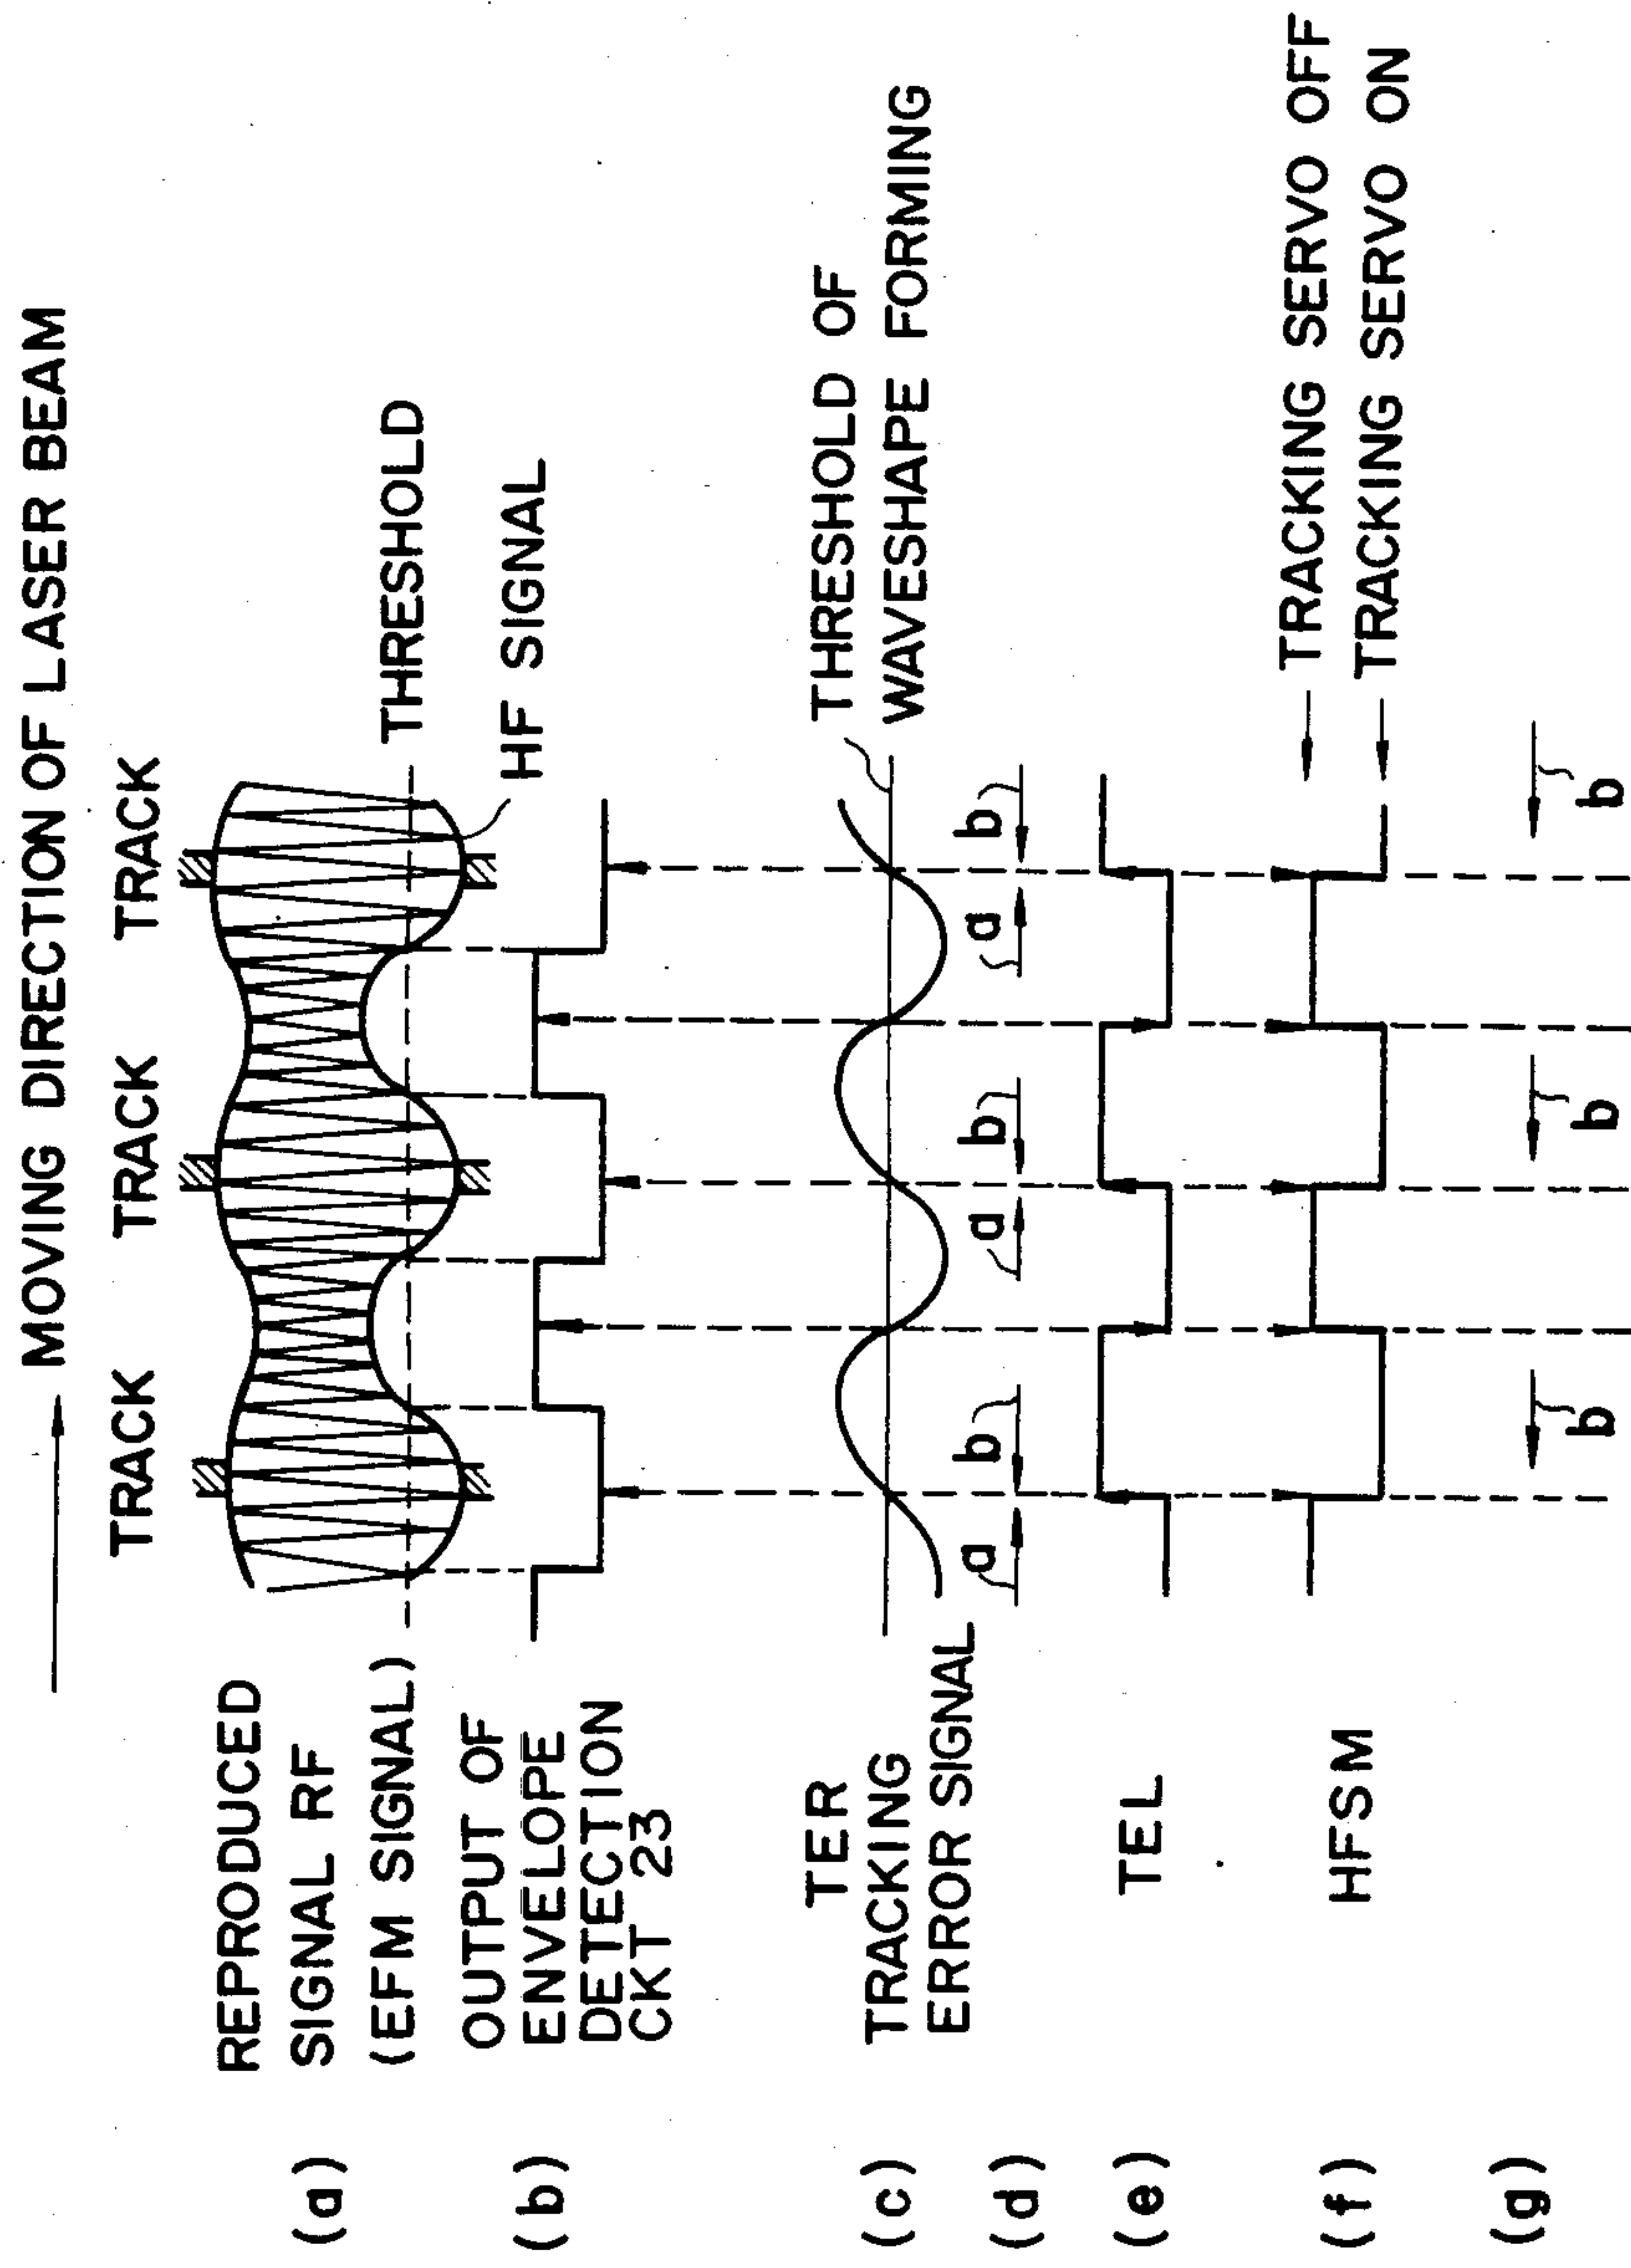 MOVING DIRECTION OF LASER BEAM
TRACK TRACK TRACK
(a)
REPRODUCED
SIGNAL RF
(EFM SIGNAL)
THRESHOLD
HF SIGNAL
(b)
OUTPUT OF
ENVELOPE
DETECTION
CKT 23
(c)
TER
TRACKING
ERROR SIGNAL
THRESHOLD OF
WAVESHAPE FORMING
(d)
a b a b a b
(e)
TEL
(f)
HFSM
TRACKING SERVO OFF
TRACKING SERVO ON
(g)
b b b